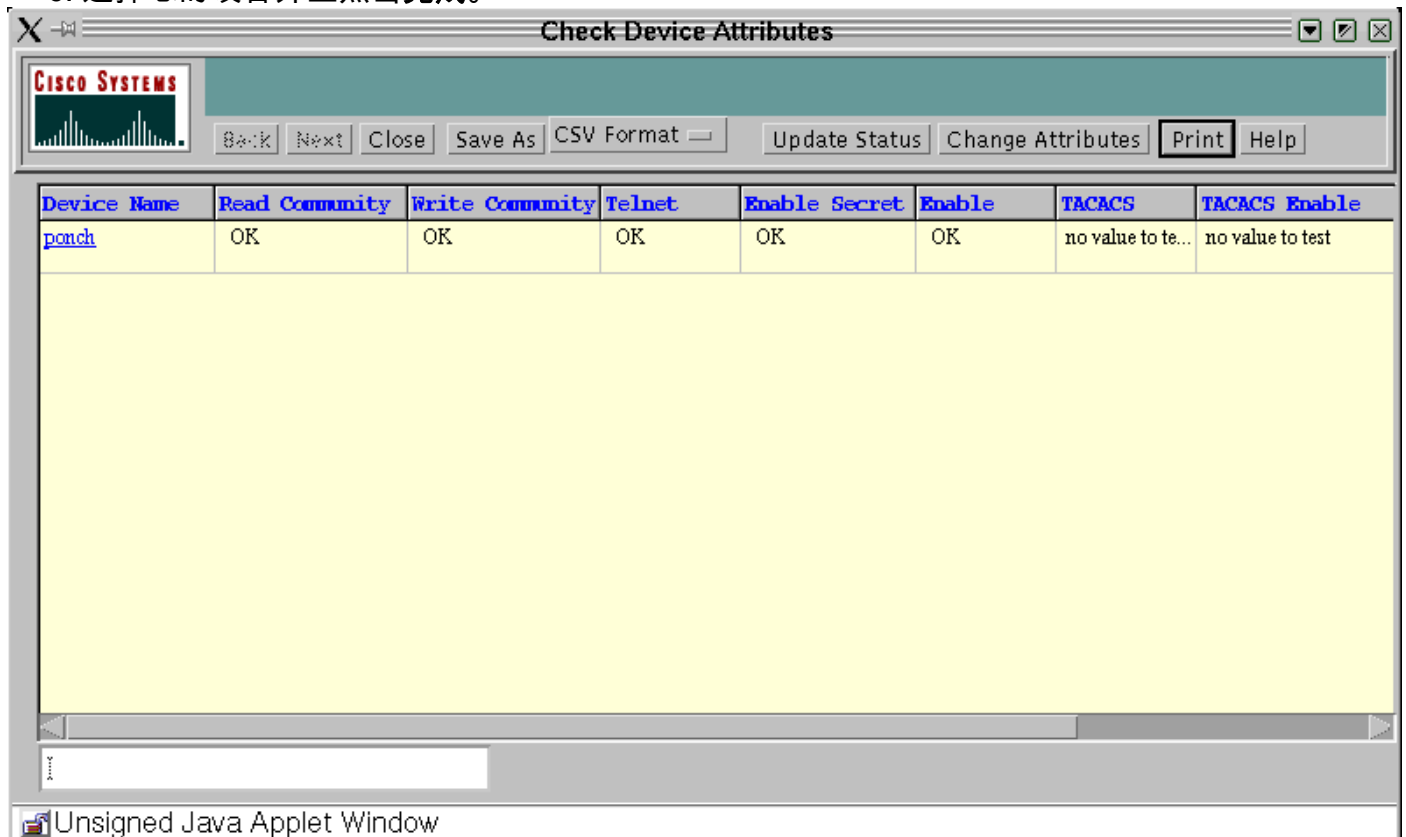 Check Device Attributes
CISCO SYSTEMS
Back Next Close Save As CSV Format Update Status Change Attributes Print Help
Device Name Read Community Write Community Telnet Enable Secret Enable TACACS TACACS Enable
ponch OK OK OK OK OK no value to te... no value to test
Unsigned Java Applet Window